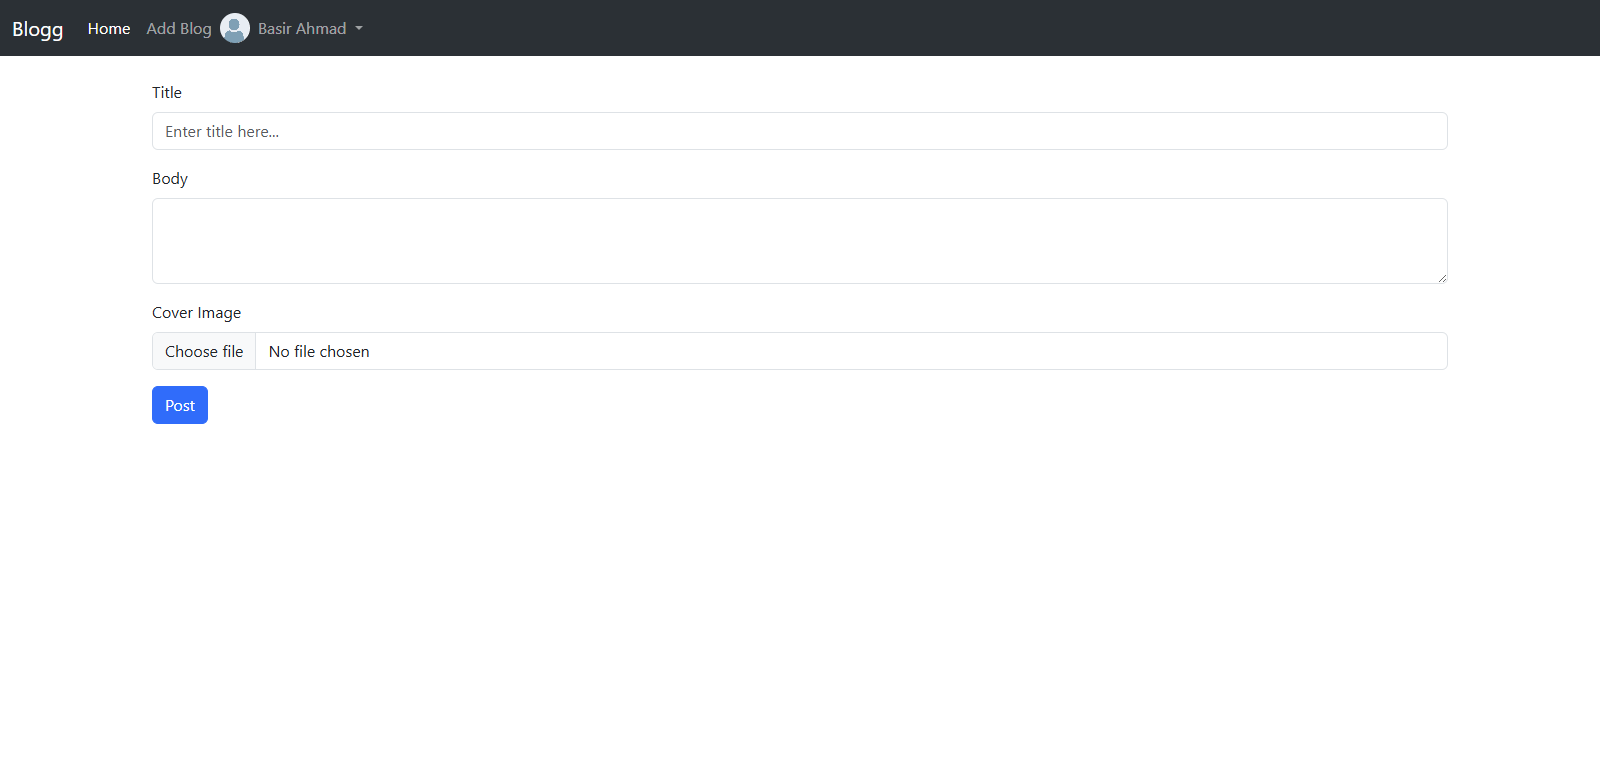 Blogg Home Add Blog Basir Ahmad
Title
Enter title here...
Body
Cover Image
Choose file No file chosen
Post